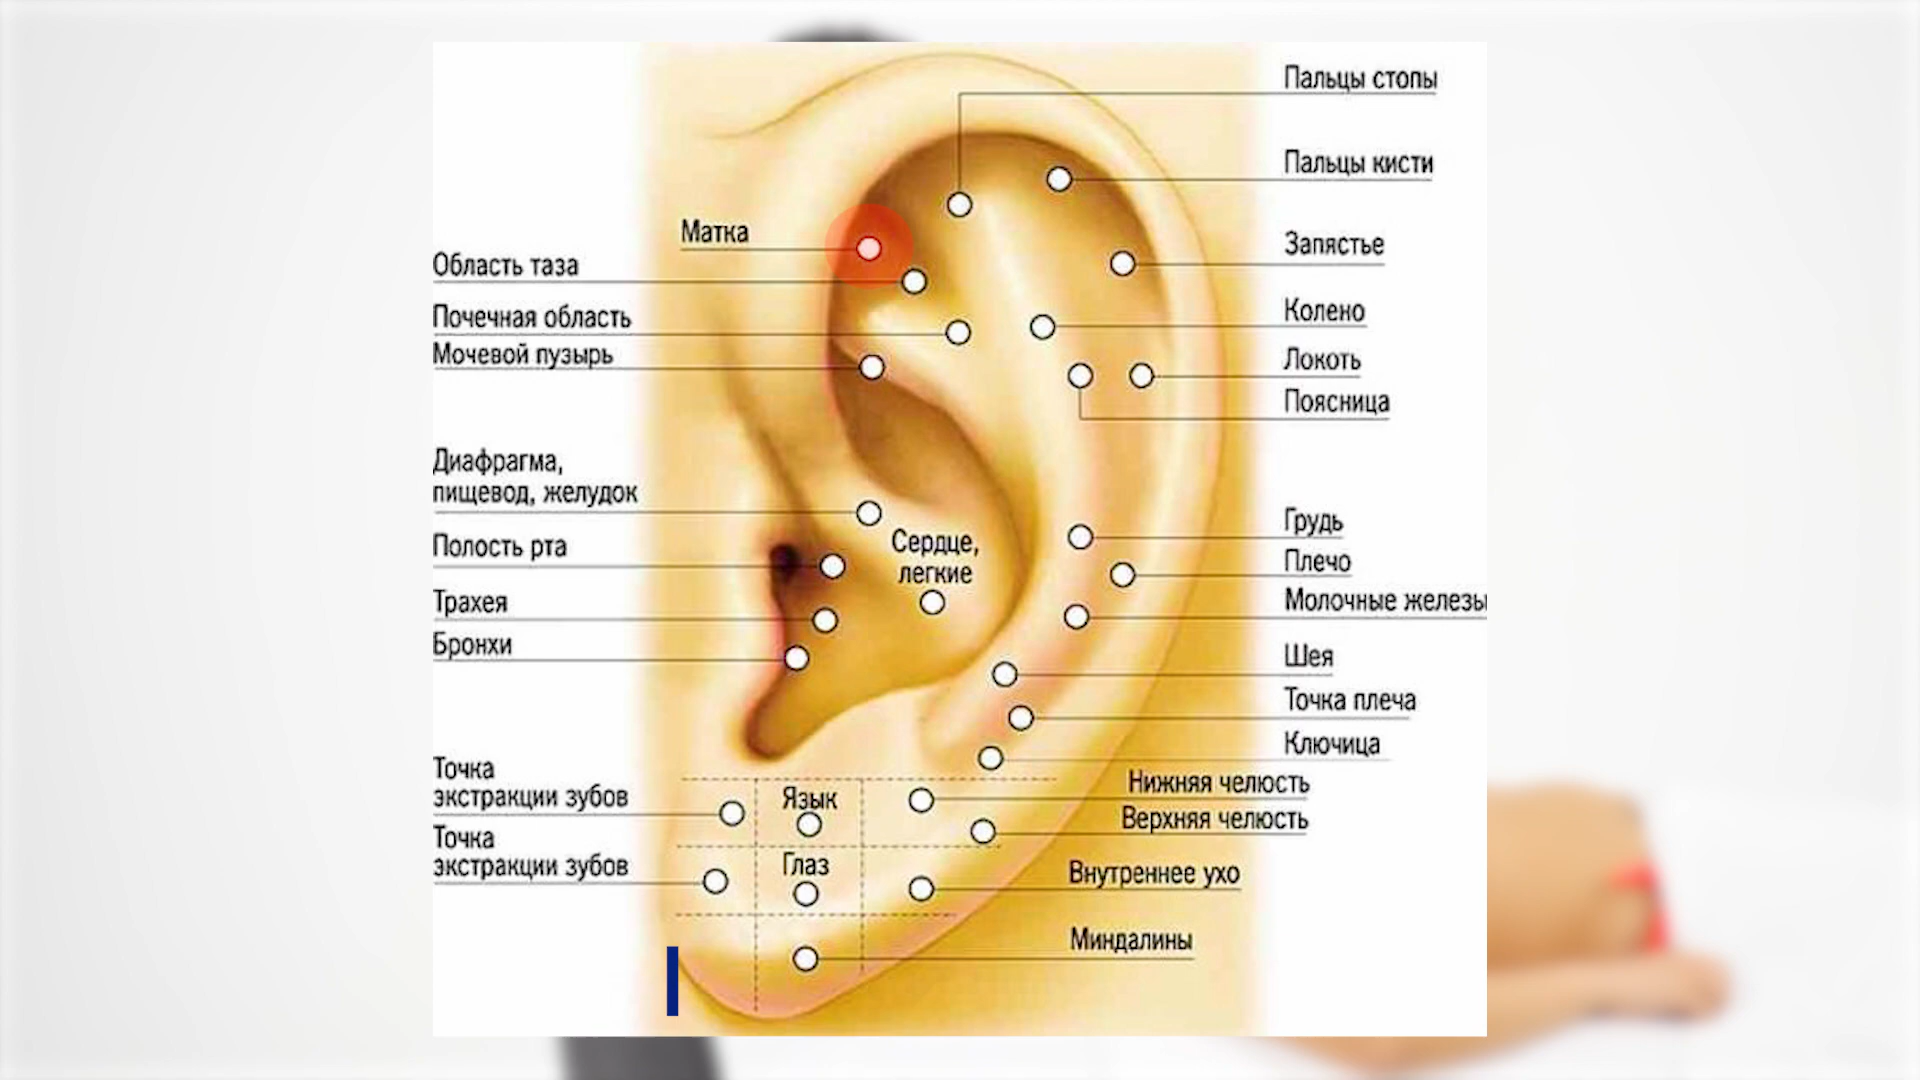 Пальцы стопы
Пальцы кисти
Матка
Запястье
Область таза
Почечная область
Колено
Мочевой пузырь
Локоть
Поясница
Диафрагма,
пищевод, желудок
Грудь
Полость рта
Сердце,
легкие
Плечо
Трахея
Молочные железы
Бронхи
Шея
Точка плеча
Ключица
Точка
экстракции зубов
Язык
Нижняя челюсть
Верхняя челюсть
Точка
экстракции зубов
Глаз
Внутреннее ухо
Миндалины